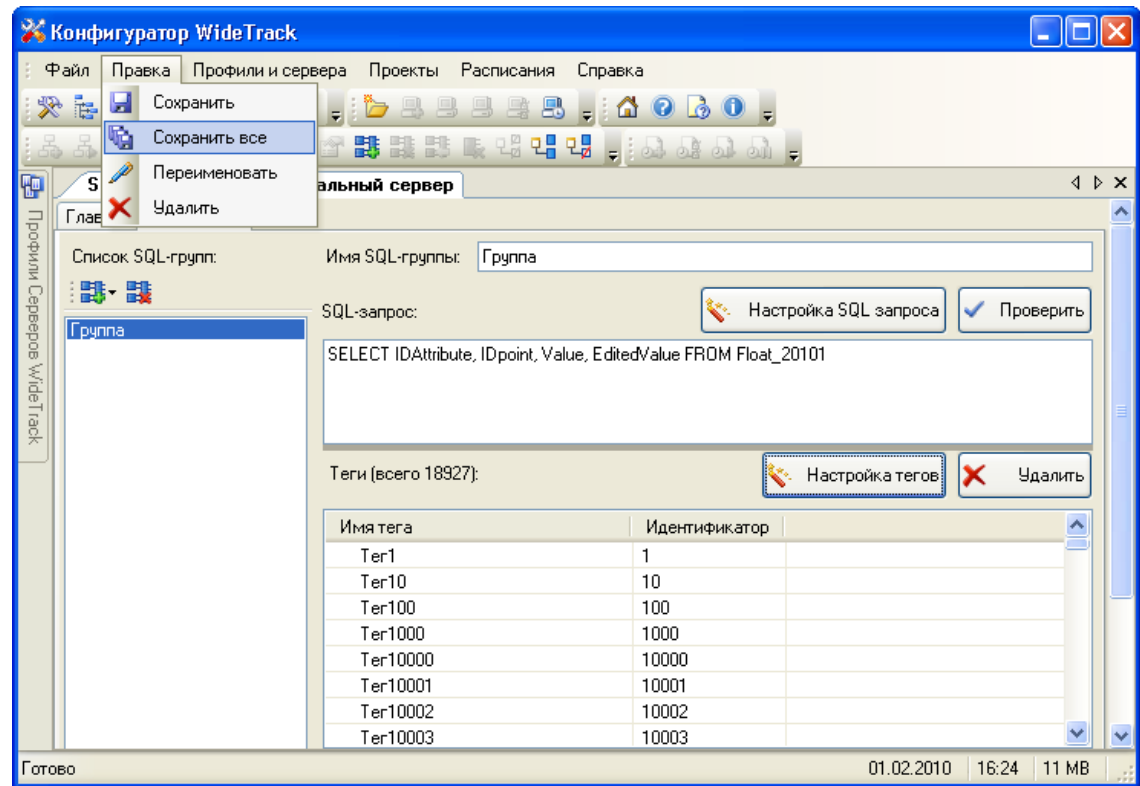 Конфигуратор WideTrack
Файл Правка Профили и сервера Проекты Расписания Справка
Сохранить
Сохранить все
Переименовать
Удалить
S альный сервер
Глав
Профили Серверов WideTrack
Список SQL-групп:
Группа
Имя SQL-группы: Группа
SQL-запрос: Настройка SQL запроса Проверить
SELECT IDAttribute, IDpoint, Value, EditedValue FROM Float_20101
Теги (всего 18927): Настройка тегов Удалить
Имя тега Идентификатор
Тег1 1
Тег10 10
Тег100 100
Тег1000 1000
Тег10000 10000
Тег10001 10001
Тег10002 10002
Тег10003 10003
Готово 01.02.2010 16:24 11 MB